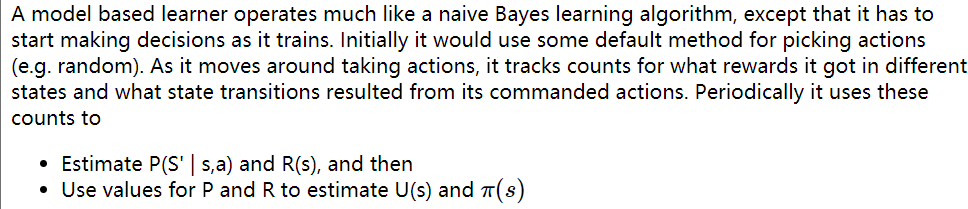 A model based learner operates much like a naive Bayes learning algorithm, except that it has to
start making decisions as it trains. Initially it would use some default method for picking actions
(e.g. random). As it moves around taking actions, it tracks counts for what rewards it got in different
states and what state transitions resulted from its commanded actions. Periodically it uses these
counts to
• Estimate P(S' | s,a) and R(s), and then
• Use values for P and R to estimate U(s) and π(s)